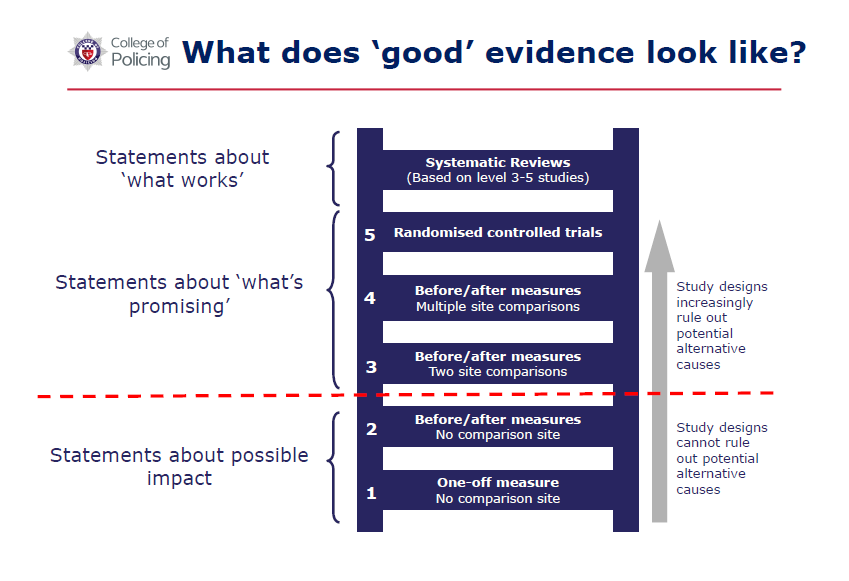 College of
Policing
What does ‘good’ evidence look like?
Statements about
‘what works’
Systematic Reviews
(Based on level 3-5 studies)
Statements about ‘what’s
promising’
5
Randomised controlled trials
4
Before/after measures
Multiple site comparisons
3
Before/after measures
Two site comparisons
Study designs
increasingly
rule out
potential
alternative
causes
Statements about possible
impact
2
Before/after measures
No comparison site
1
One-off measure
No comparison site
Study designs
cannot rule
out potential
alternative
causes